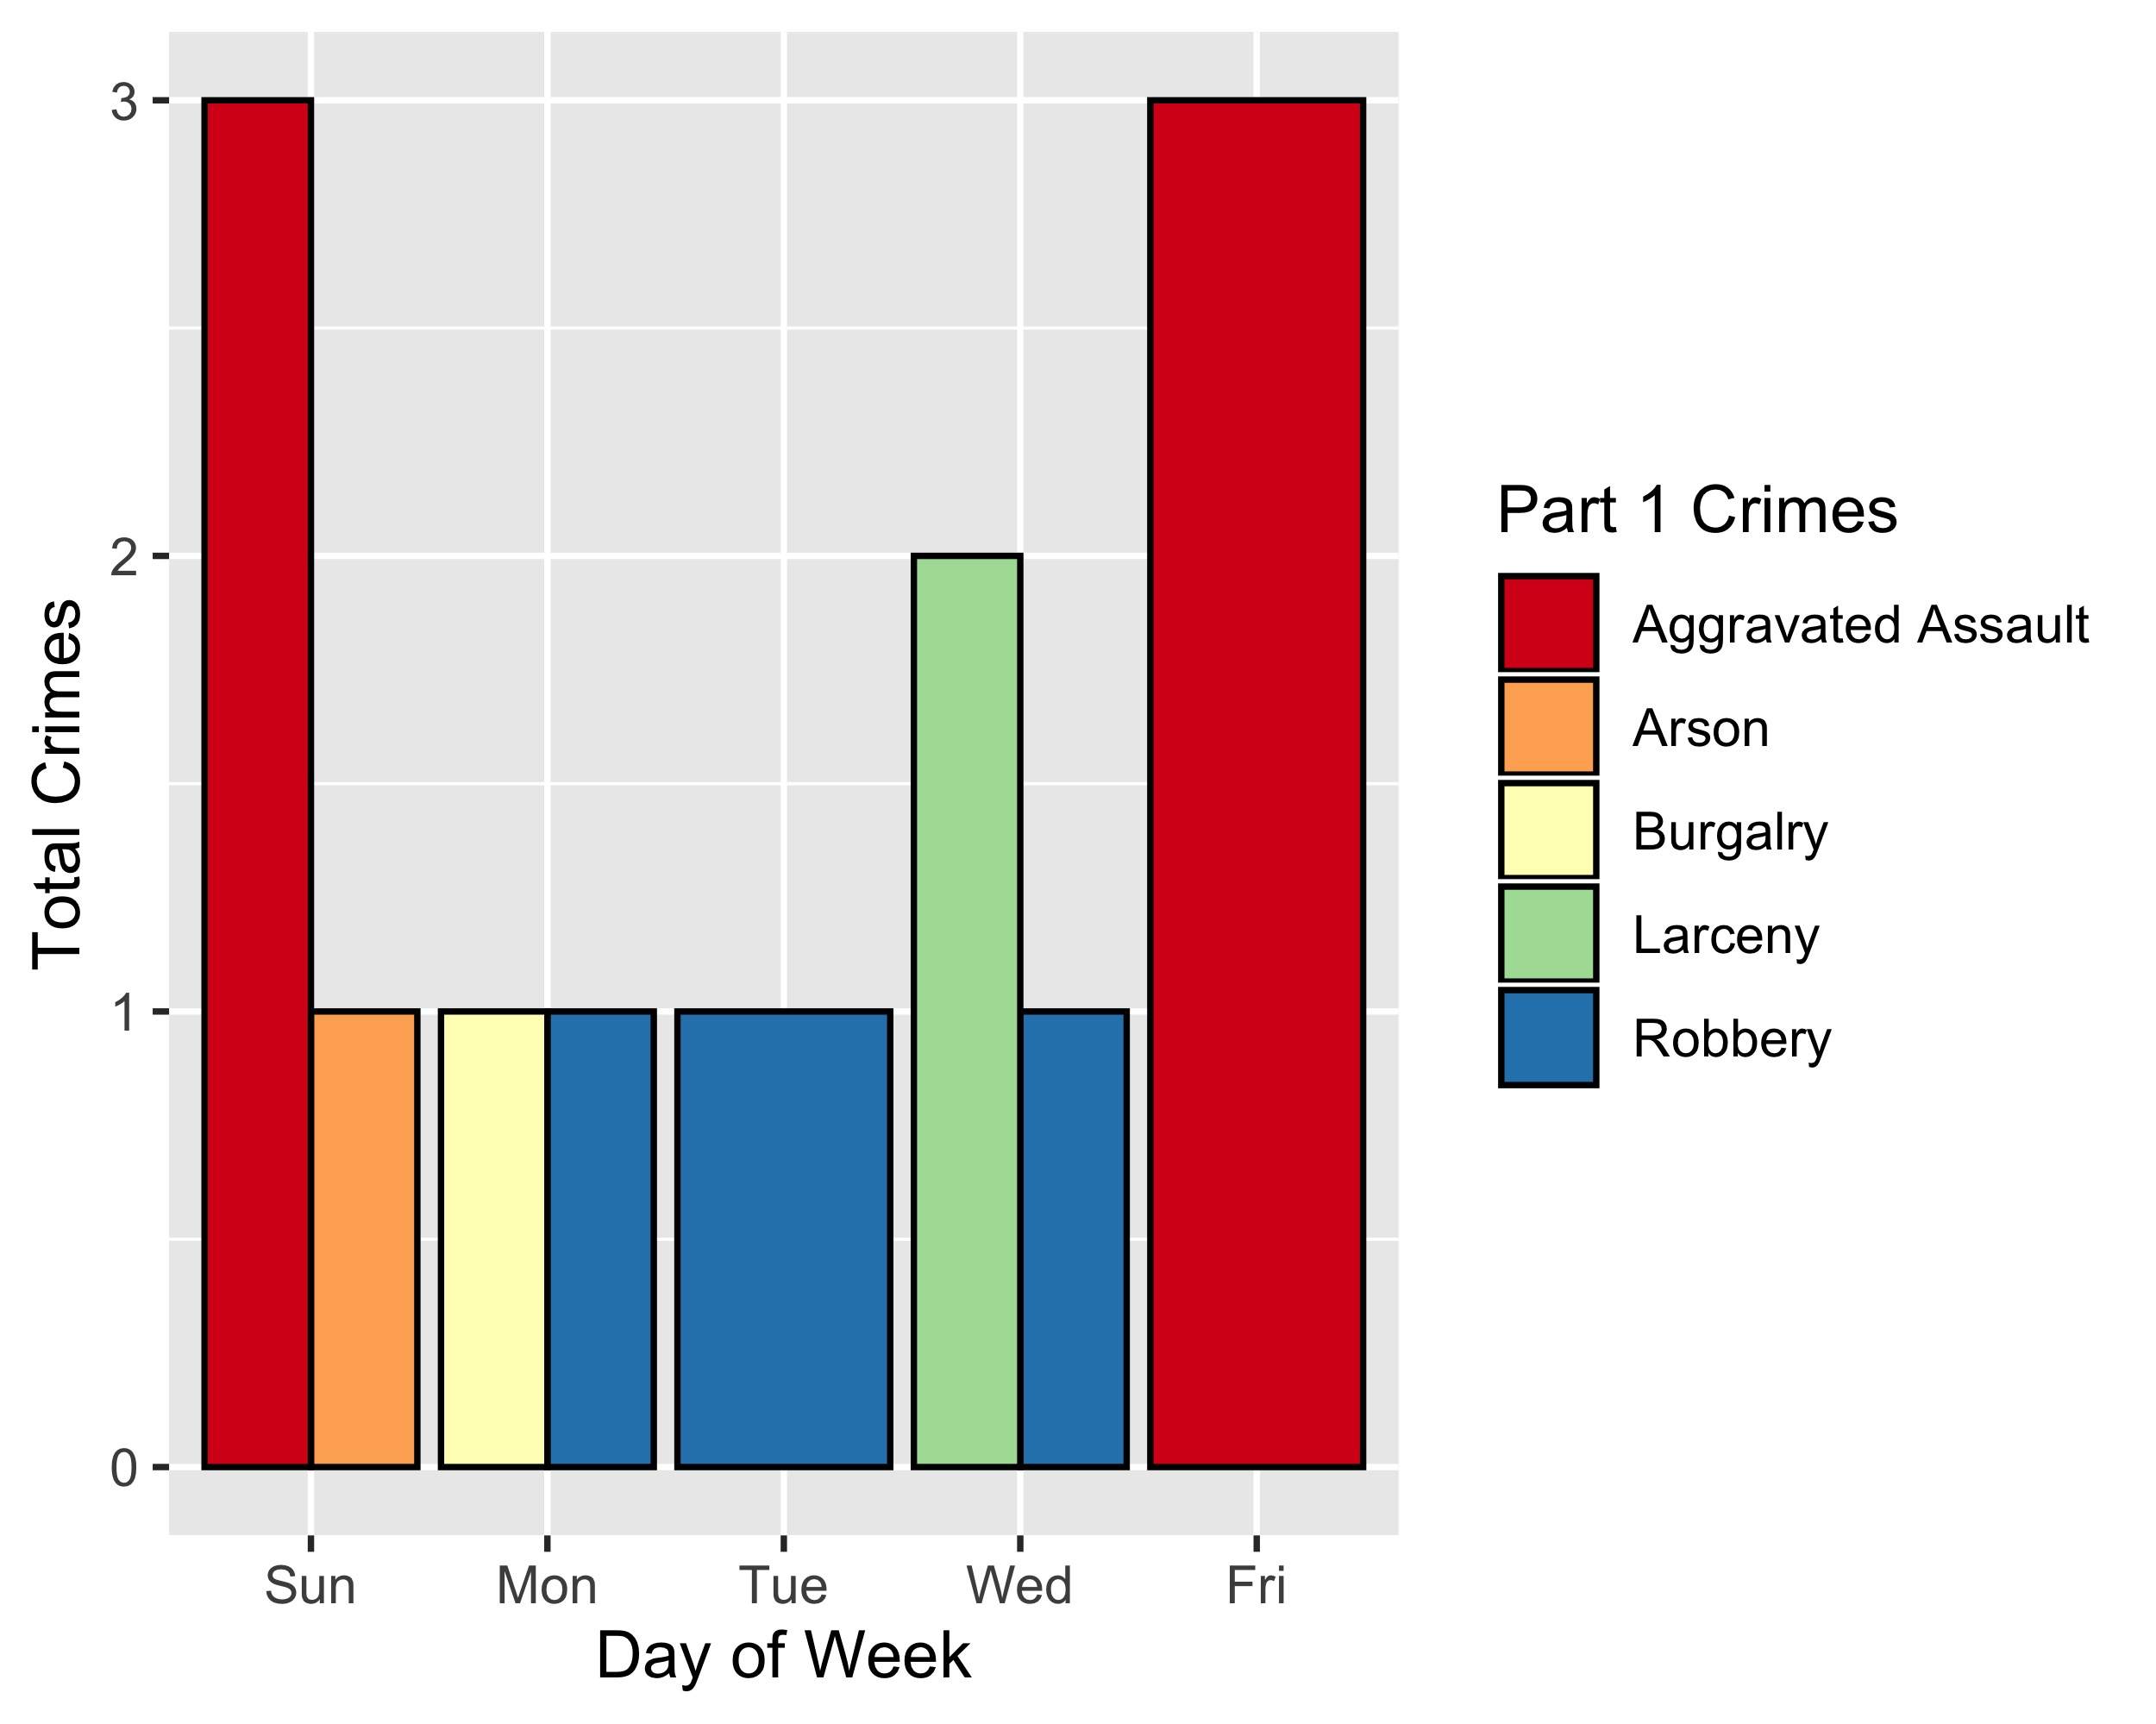 3
2
1
0
Total Crimes
Sun Mon Tue Wed Fri
Day of Week
Part 1 Crimes
Aggravated Assault
Arson
Burgalry
Larceny
Robbery